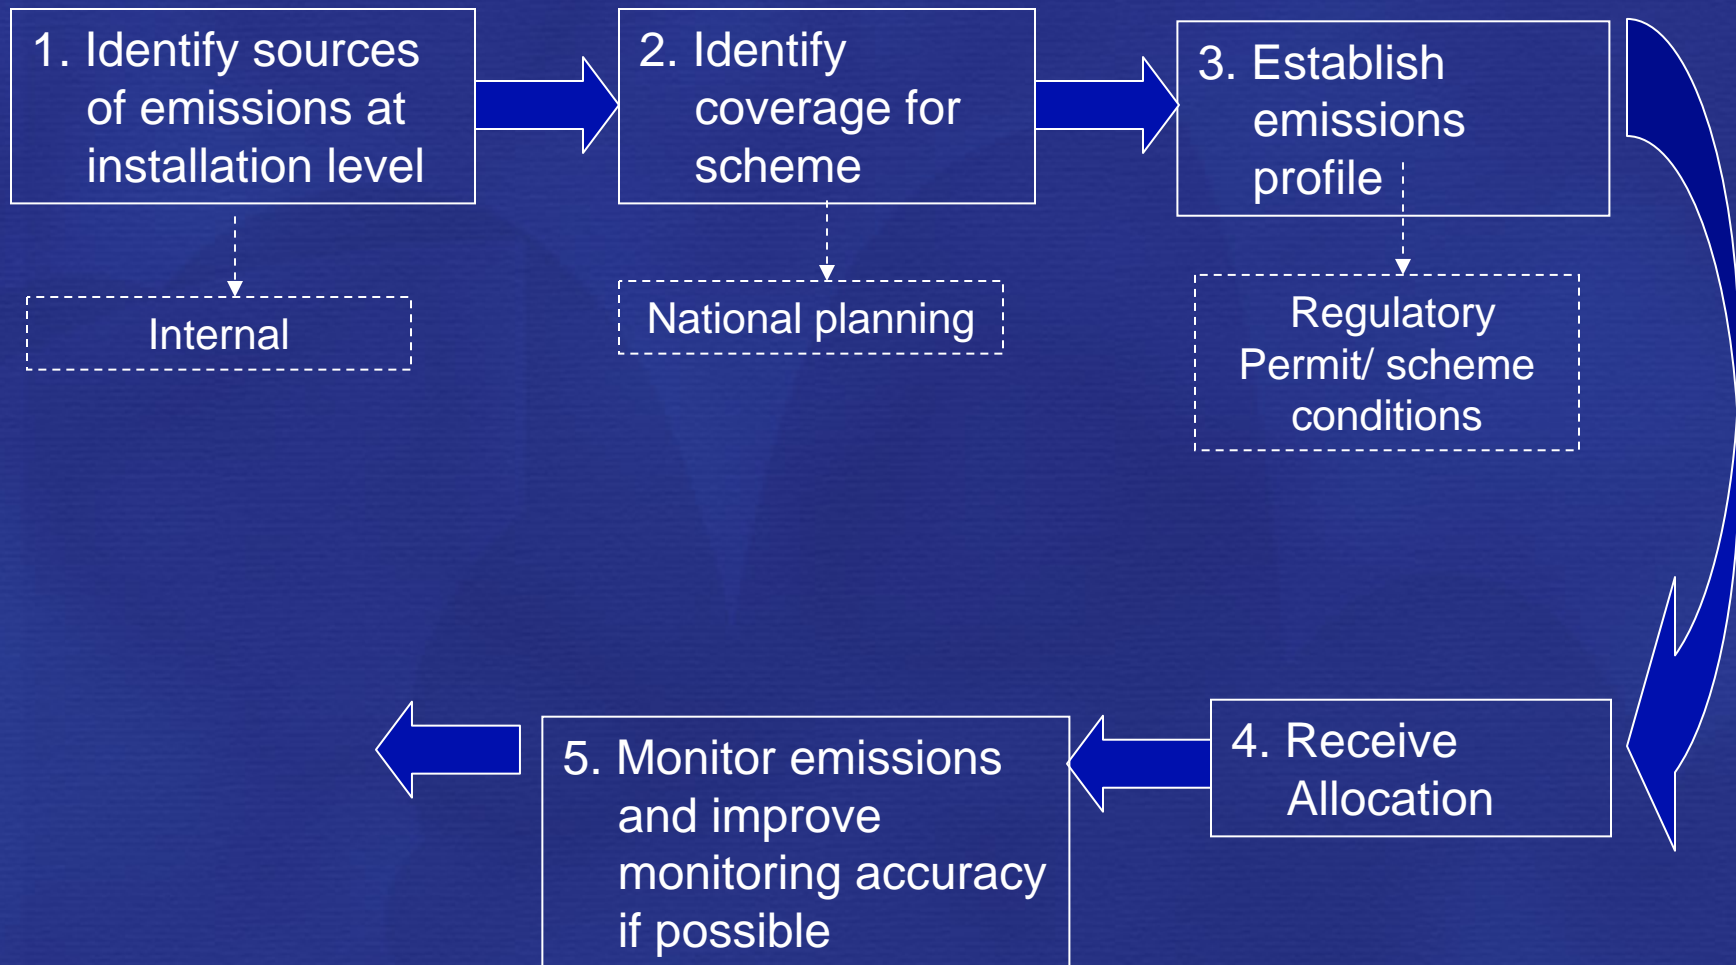 1. Identify sources
of emissions at
installation level
2. Identify
coverage for
scheme
3. Establish
emissions
profile
Internal
National planning
Regulatory
Permit/ scheme
conditions
4. Receive
Allocation
5. Monitor emissions
and improve
monitoring accuracy
if possible